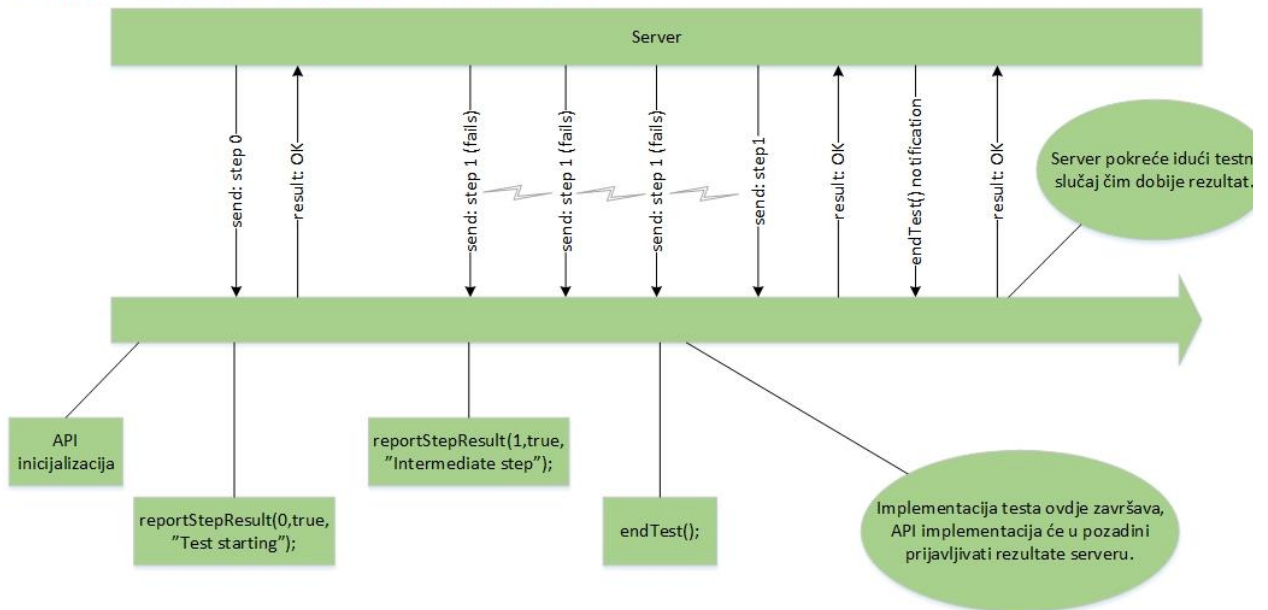 Server
send: step 0
result: OK
send: step 1 (fails)
send: step 1 (fails)
send: step 1 (fails)
send: step1
result: OK
endTest() notification
result: OK
Server pokreće idući testn
slučaj čim dobije rezultat.
API
inicijalizacija
reportStepResult(0,true,
”Test starting”);
reportStepResult(1,true,
”Intermediate step”);
endTest();
Implementacija testa ovdje završava,
API implementacija će u pozadini
prijavljivati rezultate serveru.